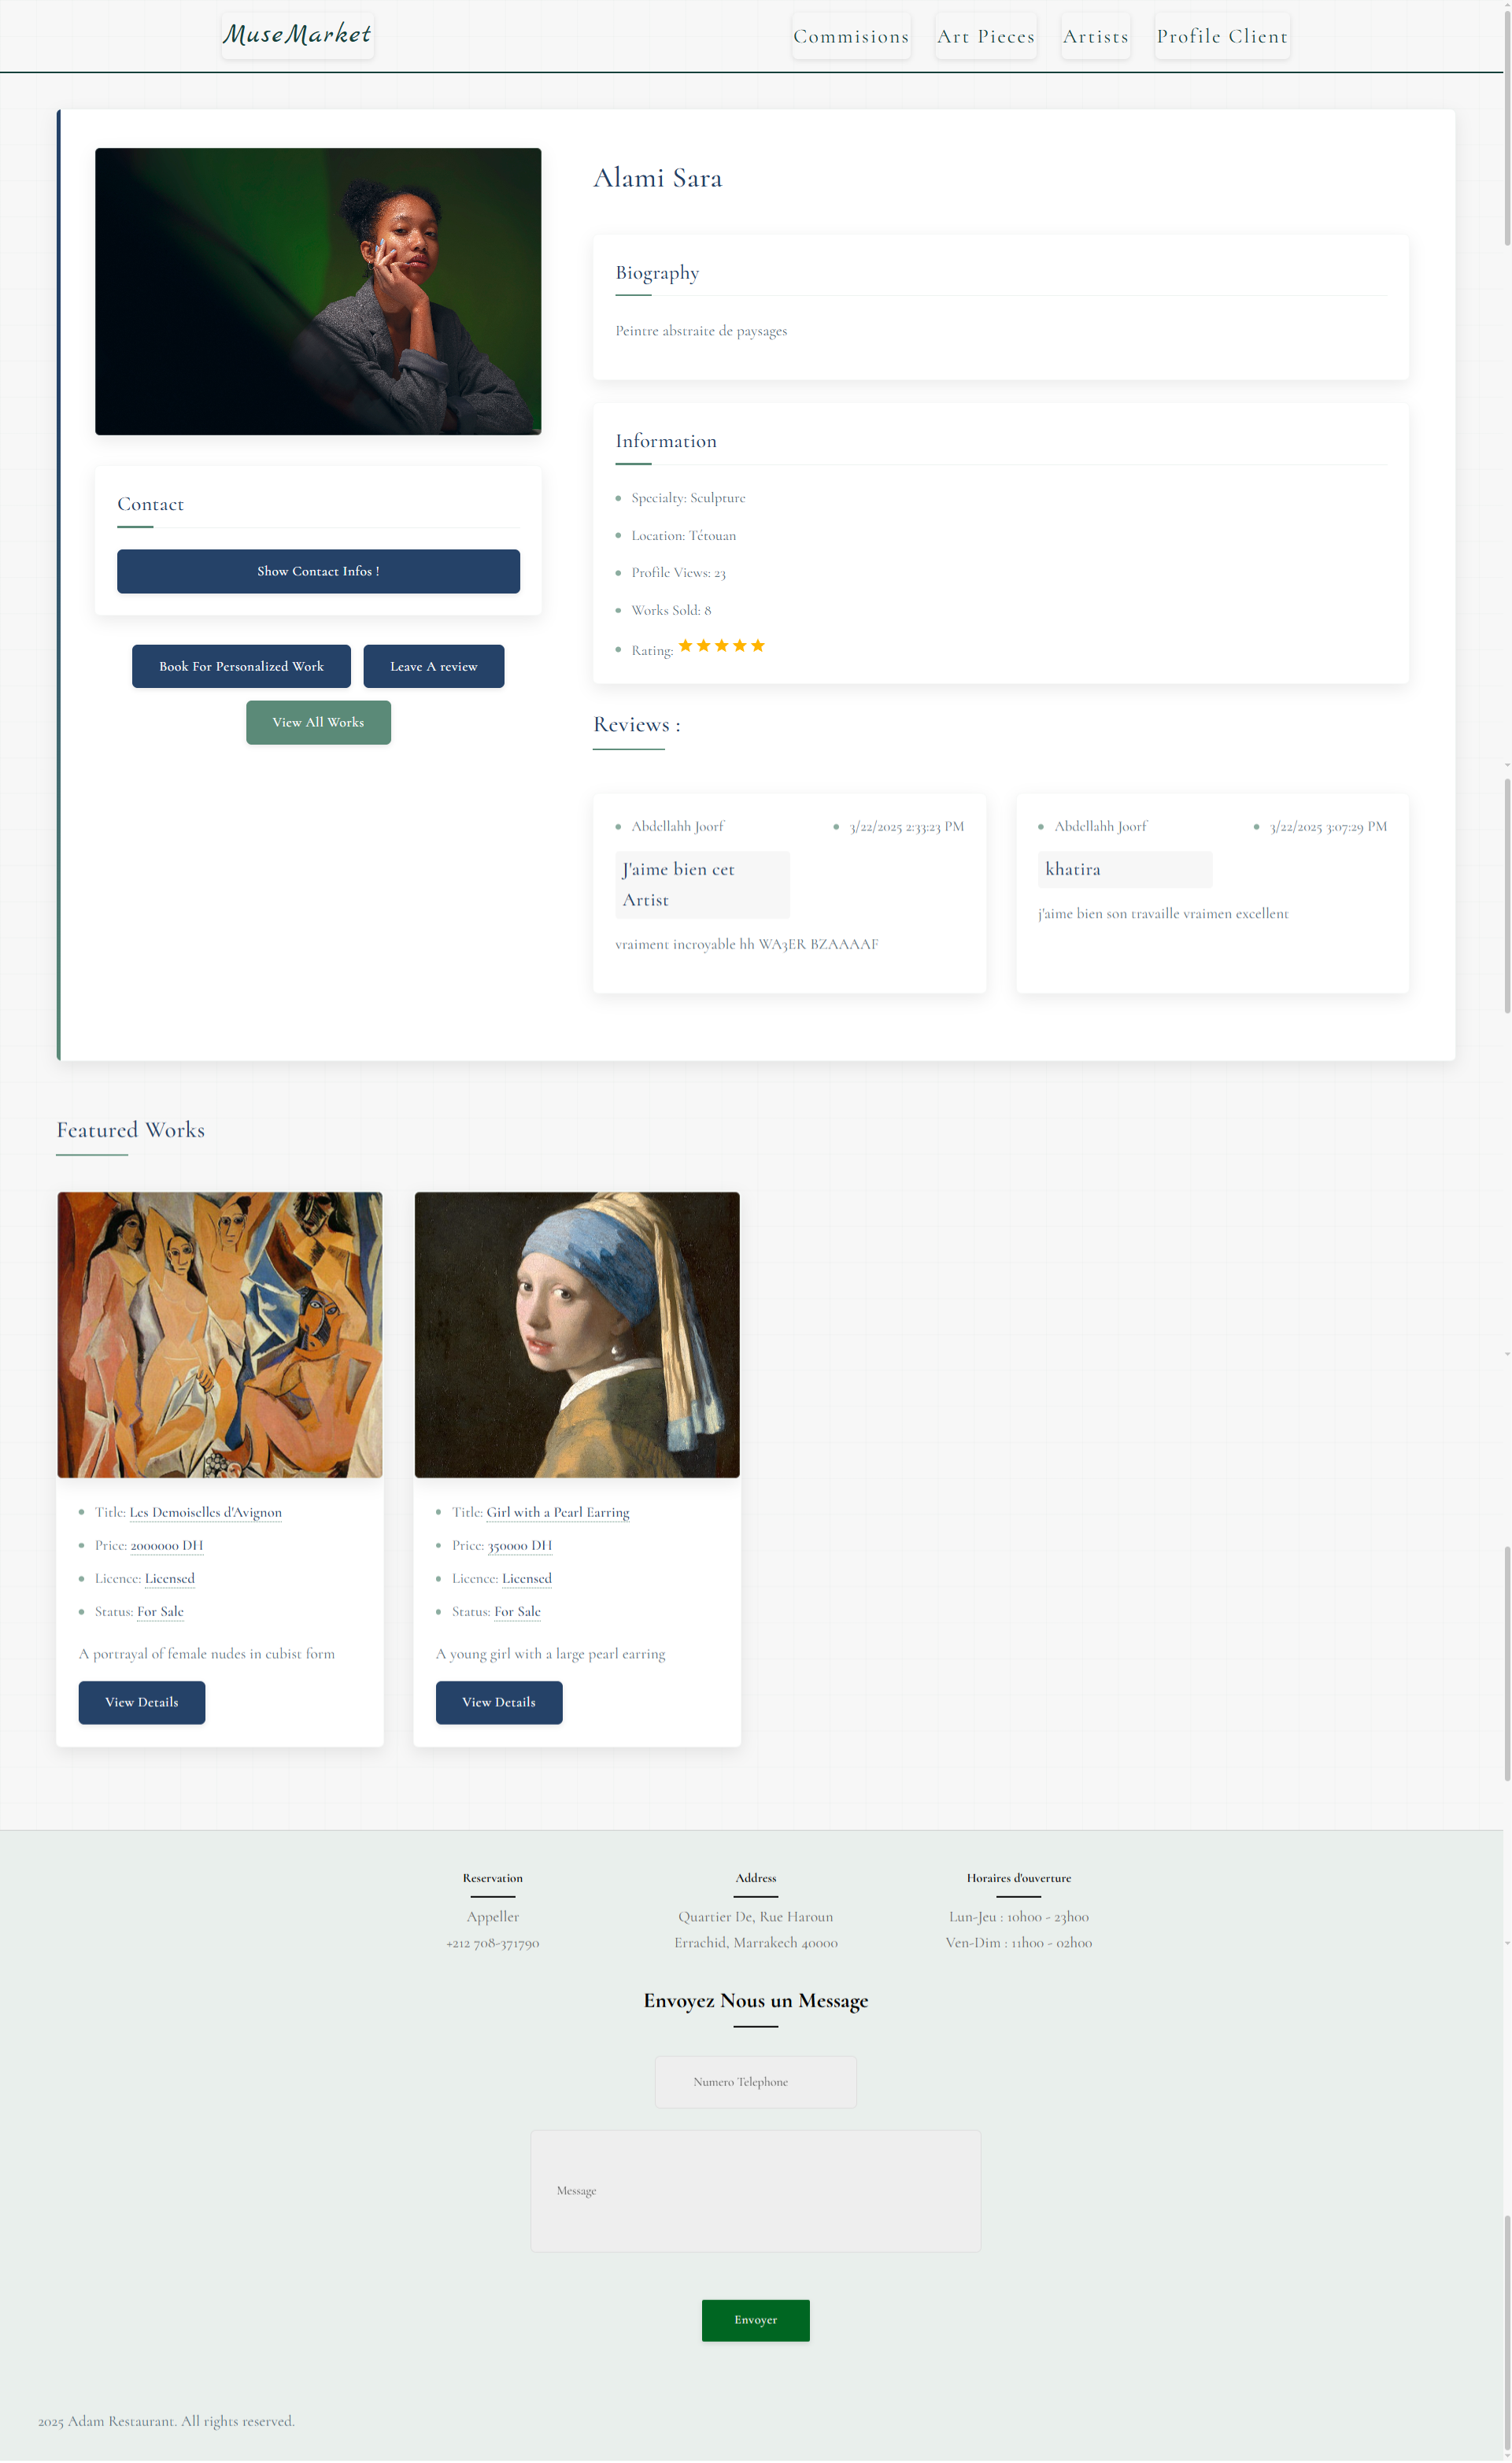 MuseMarket
Commisions
Art Pieces
Artists
Profile Client
Alami Sara
Biography
Peintre abstraite de paysages
Information
Specialty: Sculpture
Location: Tétouan
Profile Views: 23
Works Sold: 8
Rating:
Contact
Show Contact Infos !
Book For Personalized Work
Leave A review
View All Works
Reviews :
Abdellahh Joorf
3/22/2025 2:33:23 PM
J'aime bien cet
Artist
vraiment incroyable hh WA3ER BZAAAAF
Abdellahh Joorf
3/22/2025 3:07:29 PM
khatira
j'aime bien son travaille vraimen excellent
Featured Works
Title: Les Demoiselles d'Avignon
Price: 2000000 DH
Licence: Licensed
Status: For Sale
A portrayal of female nudes in cubist form
View Details
Title: Girl with a Pearl Earring
Price: 350000 DH
Licence: Licensed
Status: For Sale
A young girl with a large pearl earring
View Details
Reservation
Appeller
+212 708-371790
Address
Quartier De, Rue Haroun
Errachid, Marrakech 40000
Horaires d'ouverture
Lun-Jeu : 10h00 - 23h00
Ven-Dim : 11h00 - 02h00
Envoyez Nous un Message
Numero Telephone
Message
Envoyer
2025 Adam Restaurant. All rights reserved.